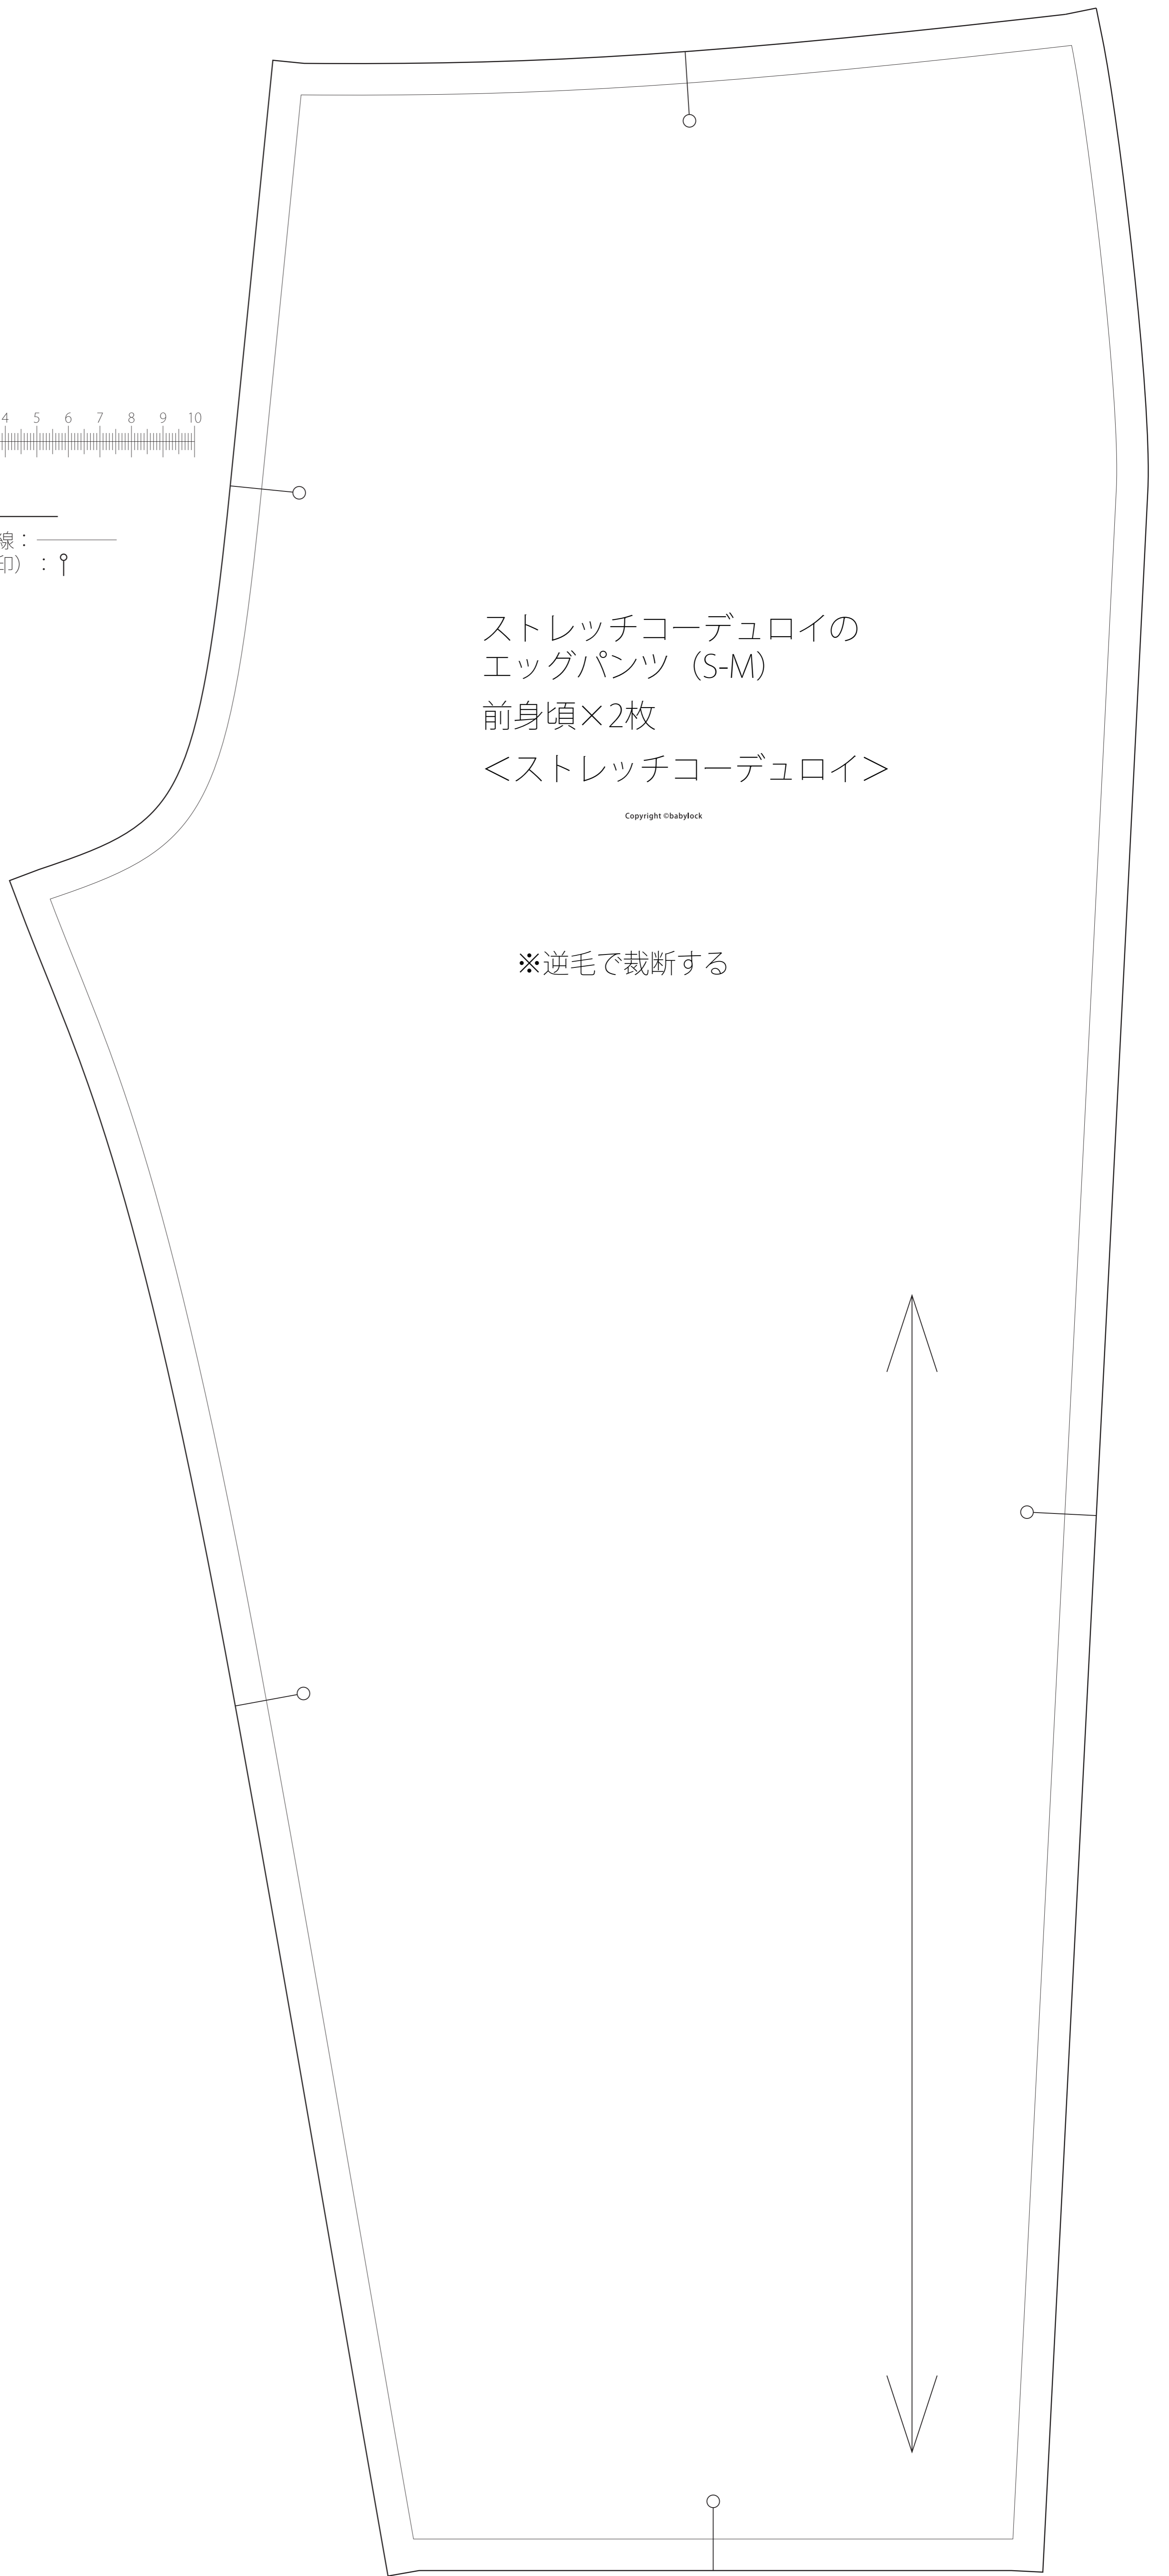 4 5 6 7 8 9 10
線：
印）：
ストレッチコーデュロイの
エッグパンツ（S-M）
前身頃×2枚
＜ストレッチコーデュロイ＞
Copyright ©babylock
※逆毛で裁断する